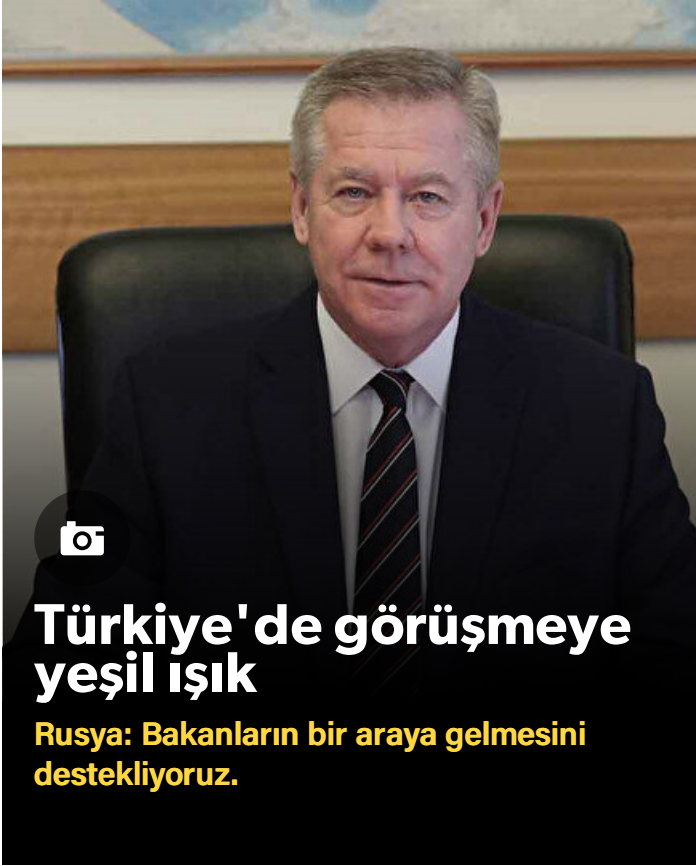 Türkiye'de görüşmeye
yeşil ışık
Rusya: Bakanların bir araya gelmesini
destekliyoruz.